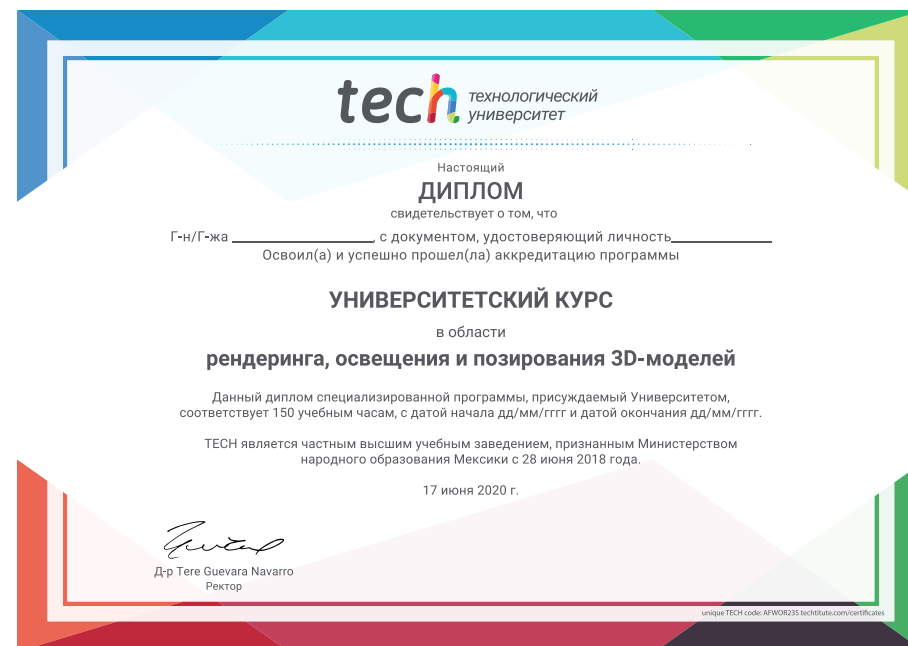 tech технологический
университет
Настоящий
ДИПЛОМ
свидетельствует о том, что
Г-н/Г-жа ____________________, с документом, удостоверяющий личность______________
Освоил(а) и успешно прошел(ла) аккредитацию программы
УНИВЕРСИТЕТСКИЙ КУРС
в области
рендеринга, освещения и позирования 3D-моделей
Данный диплом специализированной программы, присуждаемый Университетом,
соответствует 150 учебным часам, с датой начала дд/мм/гггг и датой окончания дд/мм/гггг.
TECH является частным высшим учебным заведением, признанным Министерством
народного образования Мексики с 28 июня 2018 года.
17 июня 2020 г.
Д-р Tere Guevara Navarro
Ректор
unique TECH code: AFWOR23S techtitute.com/certificates